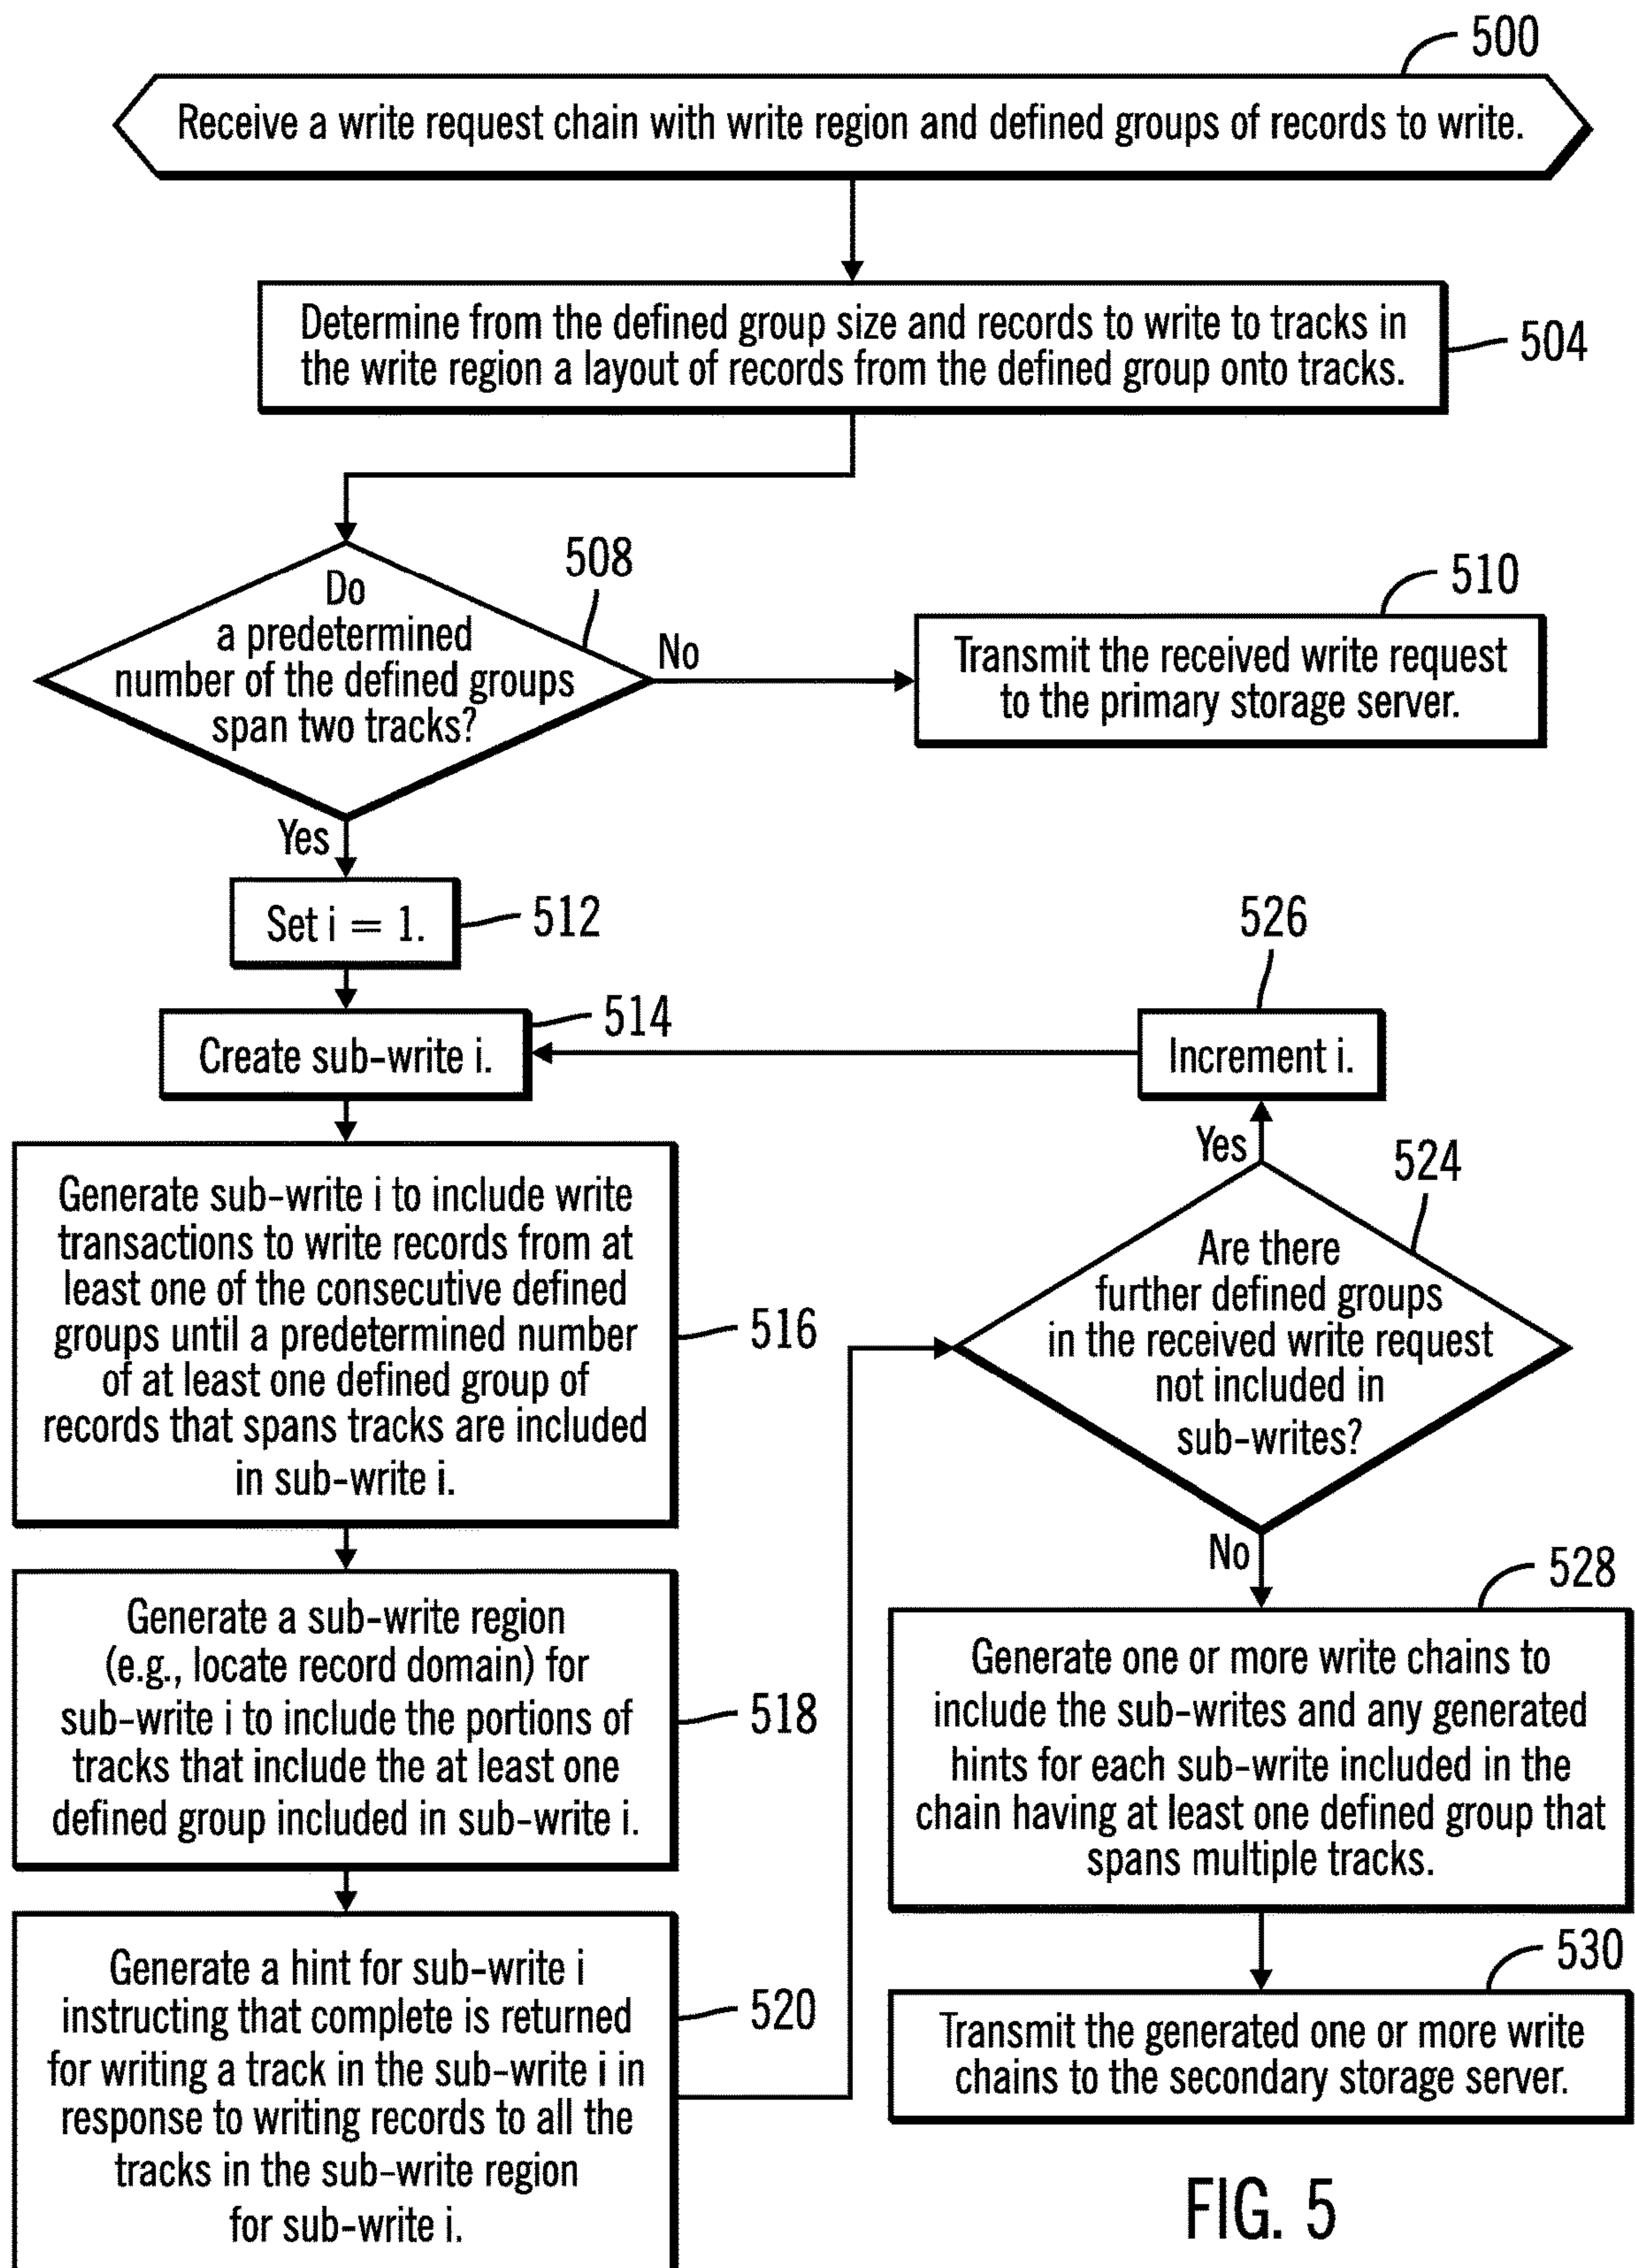 500
Receive a write request chain with write region and defined groups of records to write.
Determine from the defined group size and records to write to tracks in
the write region a layout of records from the defined group onto tracks.
504
Do
a predetermined
number of the defined groups
span two tracks?
508
No
510
Transmit the received write request
to the primary storage server.
Yes
Set i = 1.
512
Create sub-write i.
514
Generate sub-write i to include write
transactions to write records from at
least one of the consecutive defined
groups until a predetermined number
of at least one defined group of
records that spans tracks are included
in sub-write i.
516
Generate a sub-write region
(e.g., locate record domain) for
sub-write i to include the portions of
tracks that include the at least one
defined group included in sub-write i.
518
Generate a hint for sub-write i
instructing that complete is returned
for writing a track in the sub-write i in
response to writing records to all the
tracks in the sub-write region
for sub-write i.
520
526
Increment i.
Yes
524
Are there
further defined groups
in the received write request
not included in
sub-writes?
No
528
Generate one or more write chains to
include the sub-writes and any generated
hints for each sub-write included in the
chain having at least one defined group that
spans multiple tracks.
530
Transmit the generated one or more write
chains to the secondary storage server.
FIG. 5